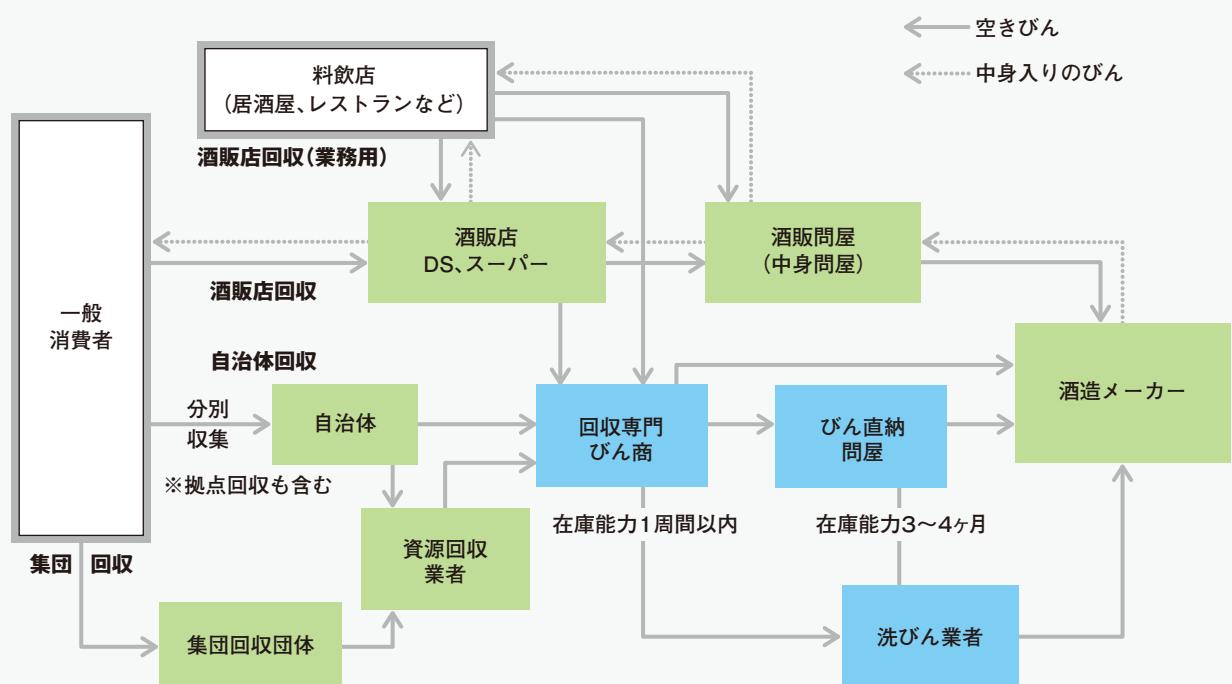 空きびん
中身入りのびん
料飲店
(居酒屋、レストランなど)
酒販店回収(業務用)
酒販店
DS、スーパー
酒販問屋
(中身問屋)
酒販店回収
一般
消費者
自治体回収
酒造メーカー
分別
収集
自治体
回収専門
びん商
びん直納
問屋
※拠点回収も含む
在庫能力1周間以内
在庫能力3〜4ヶ月
資源回収
業者
集団 回収
集団回収団体
洗びん業者